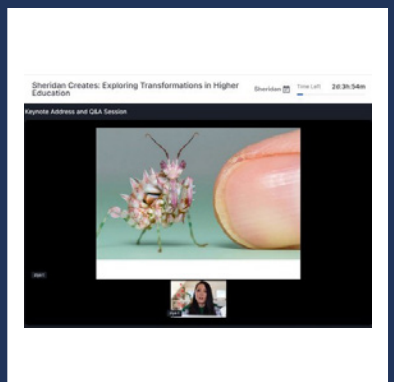 Sheridan Creates: Exploring Transformations in Higher
Education
Sheridan
Time Left
2d:3h:54m
Keynote Address and Q&A Session